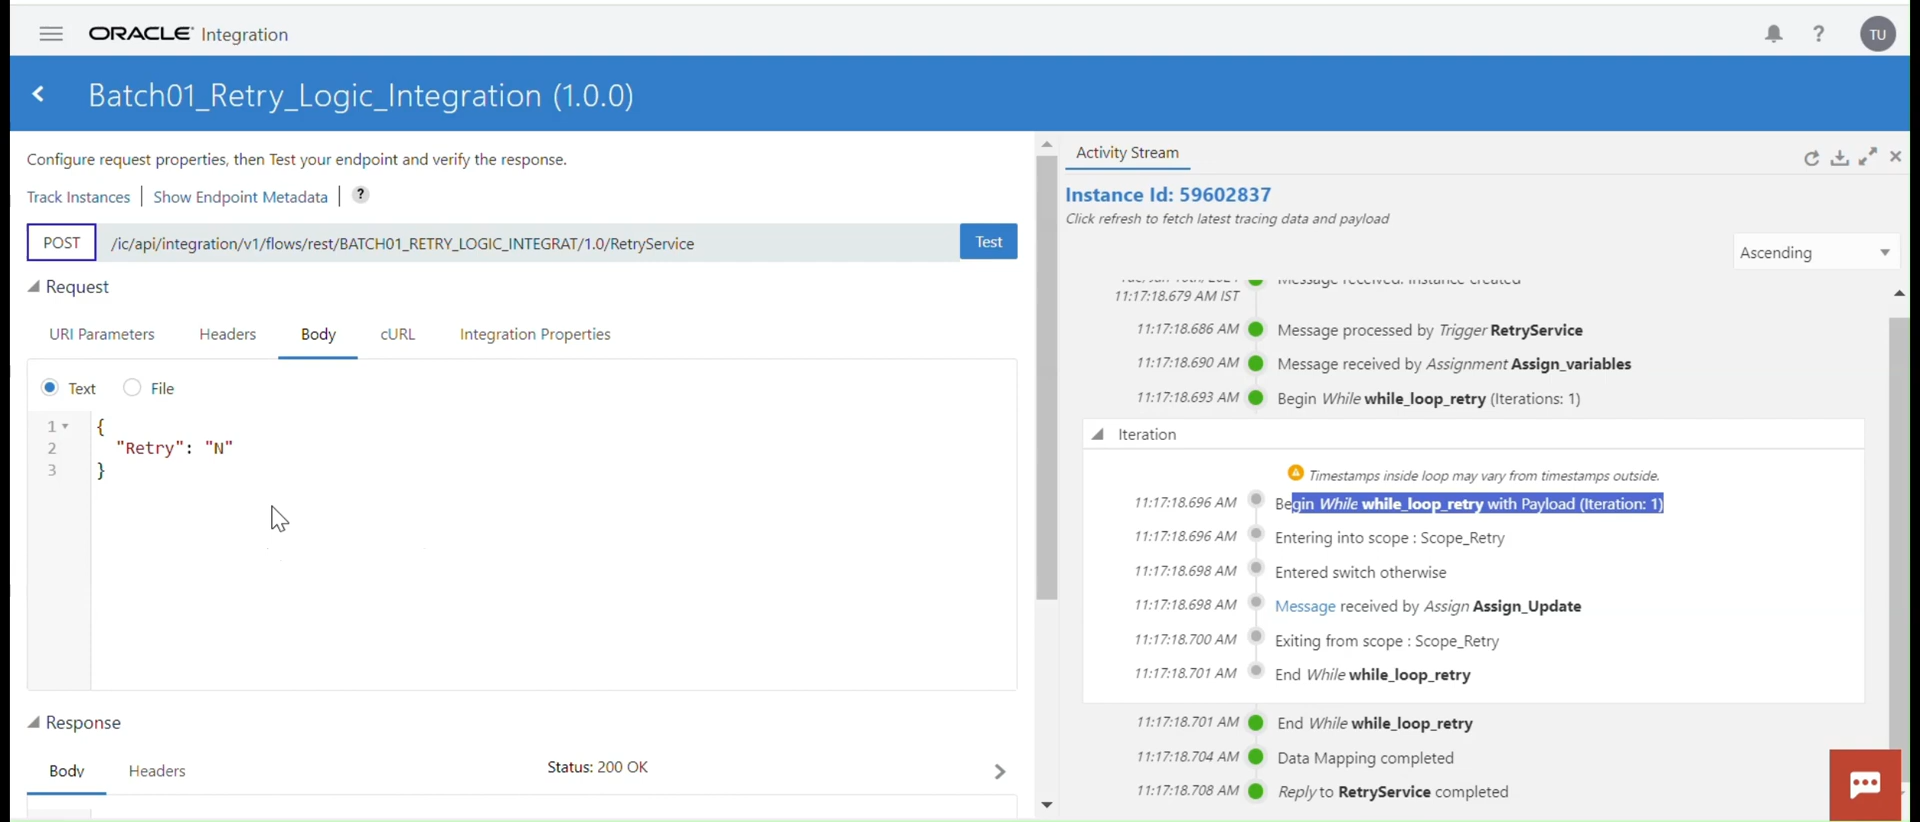 ORACLE Integration
TU
Batch01_Retry_Logic_Integration (1.0.0)
Configure request properties, then Test your endpoint and verify the response.
Track Instances | Show Endpoint Metadata | ?
POST /ic/api/integration/v1/flows/rest/BATCH01_RETRY_LOGIC_INTEGRAT/1.0/RetryService Test
Request
URI Parameters Headers Body cURL Integration Properties
Text File
1 {
2 "Retry": "N"
3 }
Response
Body Headers Status: 200 OK
Activity Stream
Instance Id: 59602837
Click refresh to fetch latest tracing data and payload
Ascending
Message received. Instance created
11:17:18.679 AM IST
11:17:18.686 AM Message processed by Trigger RetryService
11:17:18.690 AM Message received by Assignment Assign_variables
11:17:18.693 AM Begin While while_loop_retry (Iterations: 1)
Iteration
Timestamps inside loop may vary from timestamps outside.
11:17:18.696 AM Begin While while_loop_retry with Payload (Iteration: 1)
11:17:18.696 AM Entering into scope : Scope_Retry
11:17:18.698 AM Entered switch otherwise
11:17:18.698 AM Message received by Assign Assign_Update
11:17:18.700 AM Exiting from scope : Scope_Retry
11:17:18.701 AM End While while_loop_retry
11:17:18.701 AM End While while_loop_retry
11:17:18.704 AM Data Mapping completed
11:17:18.708 AM Reply to RetryService completed